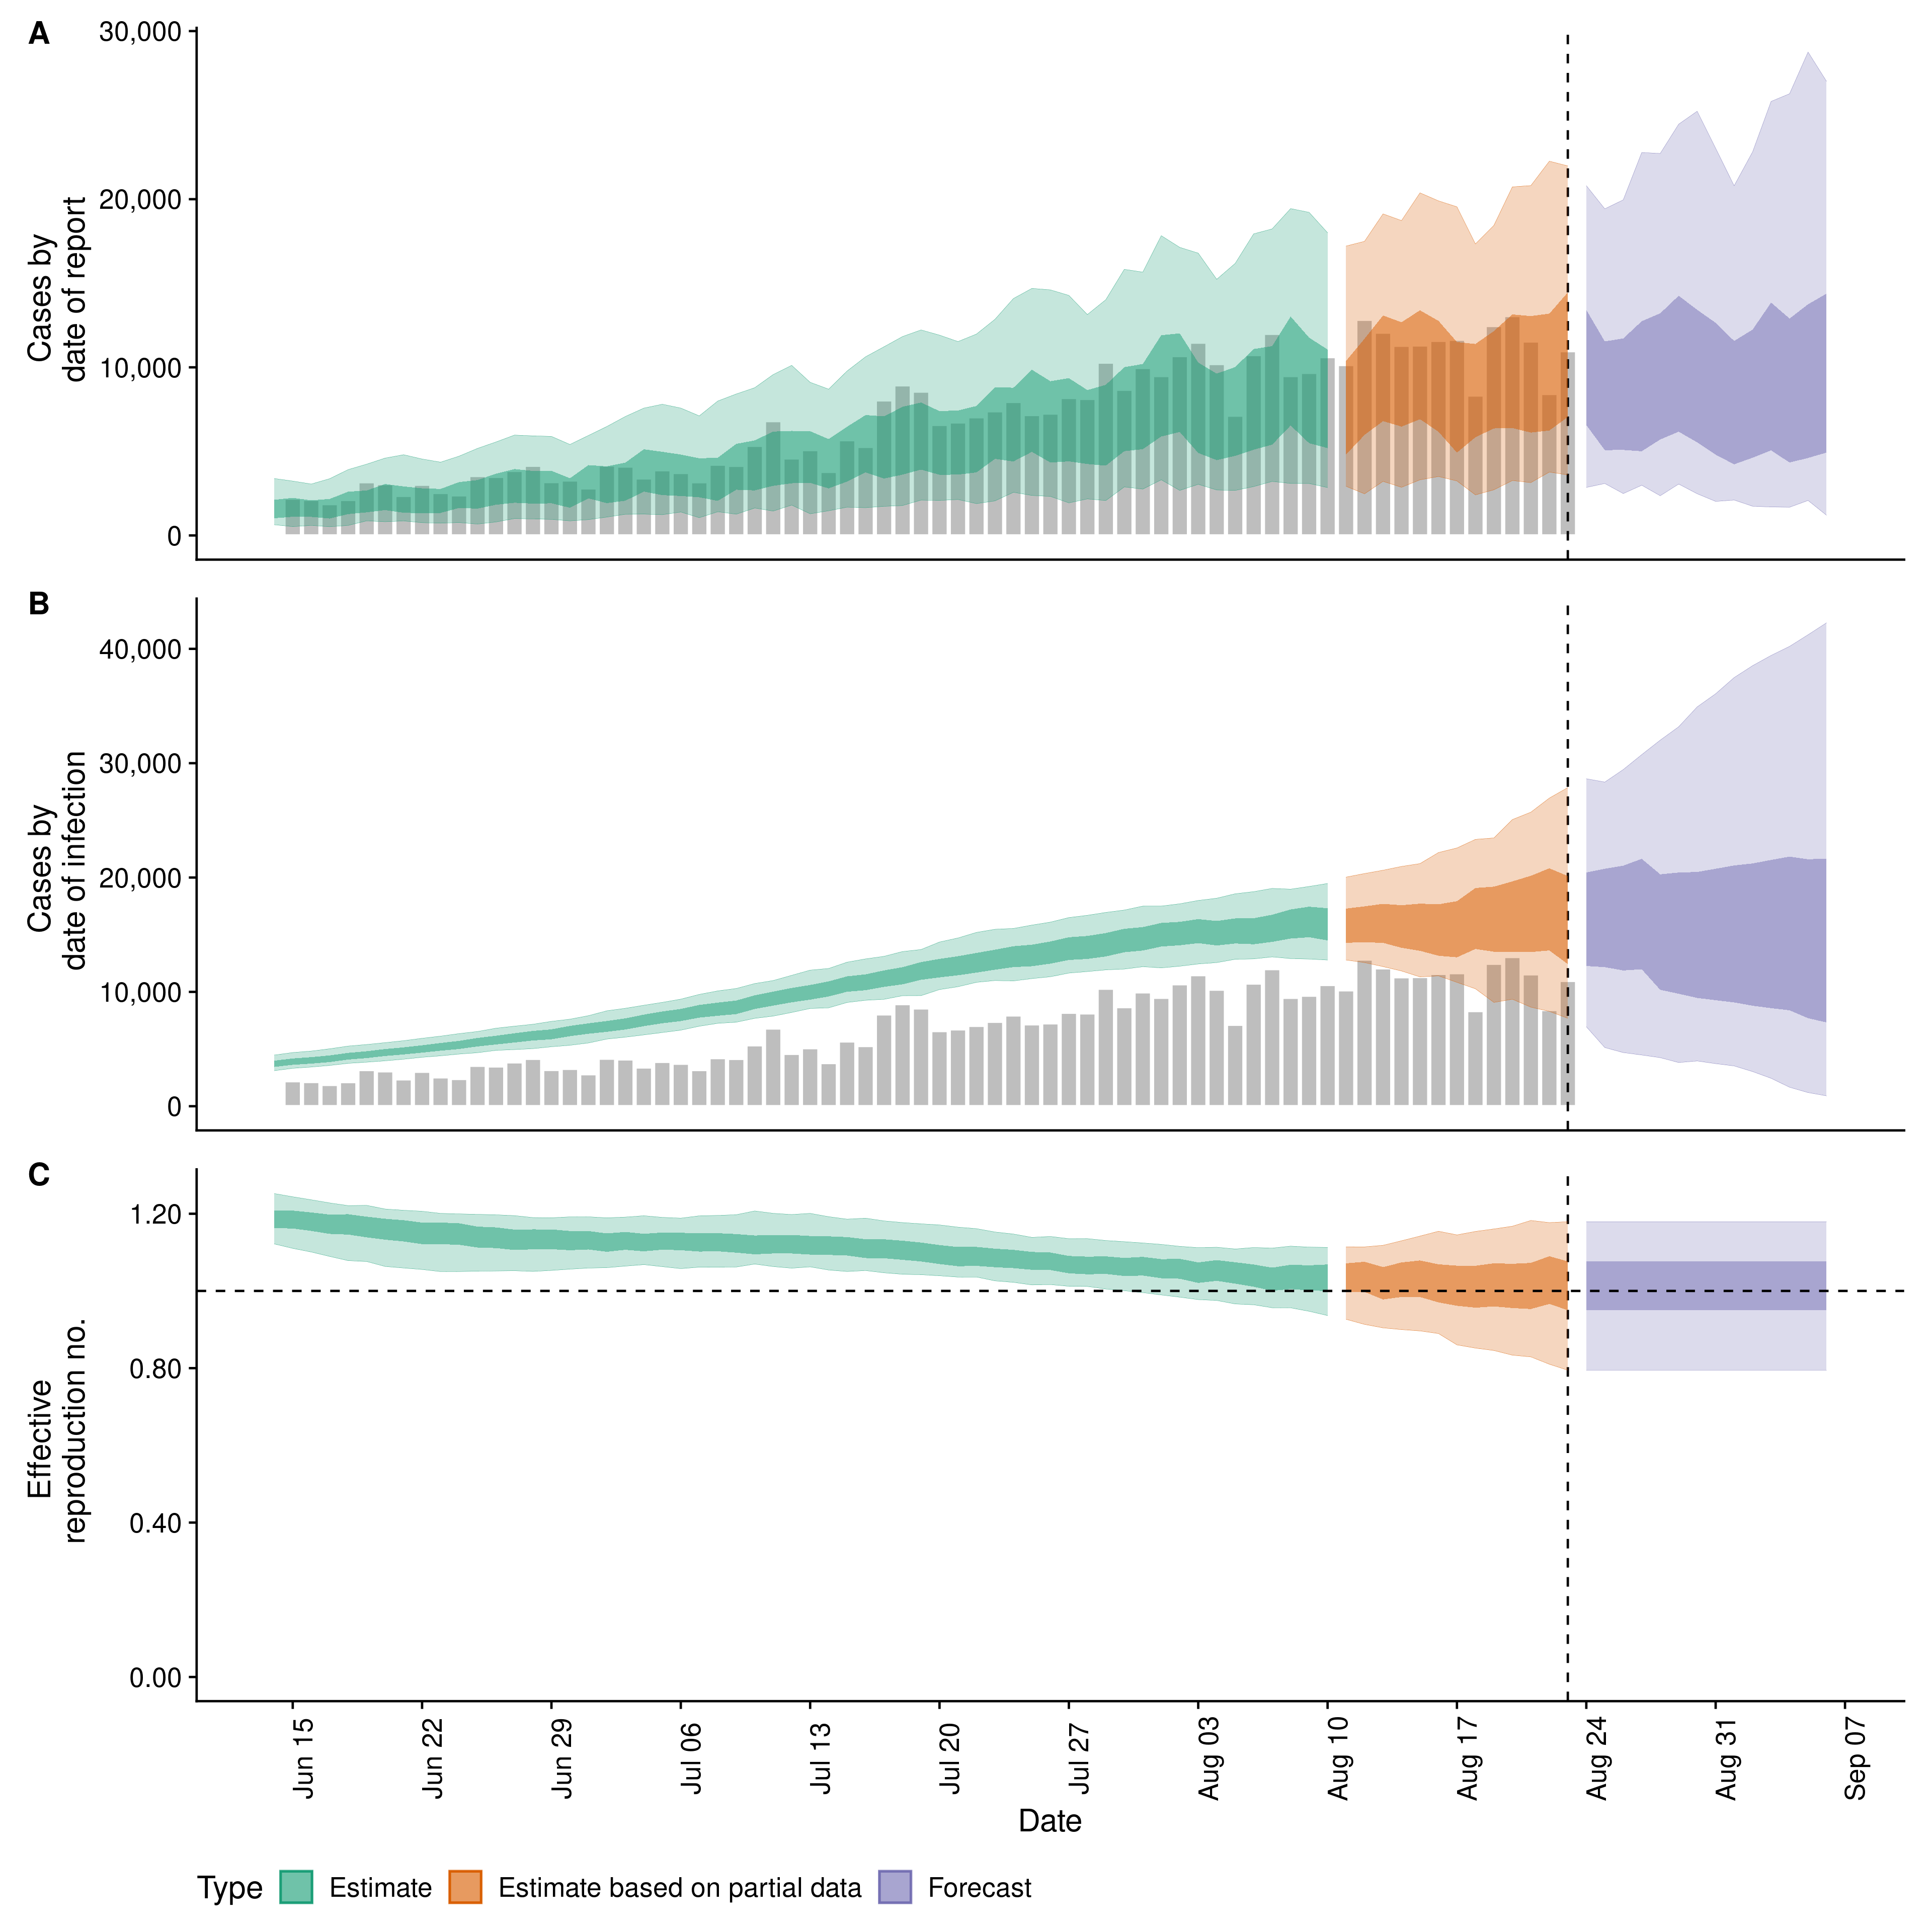 A
Cases by
date of report
30,000
20,000
10,000
0
B
Cases by
date of infection
40,000
30,000
20,000
10,000
0
C
Effective
reproduction no.
1.20
0.80
0.40
0.00
Jun 15
Jun 22
Jun 29
Jul 06
Jul 13
Jul 20
Jul 27
Aug 03
Aug 10
Aug 17
Aug 24
Aug 31
Sep 07
Date
Type Estimate Estimate based on partial data Forecast